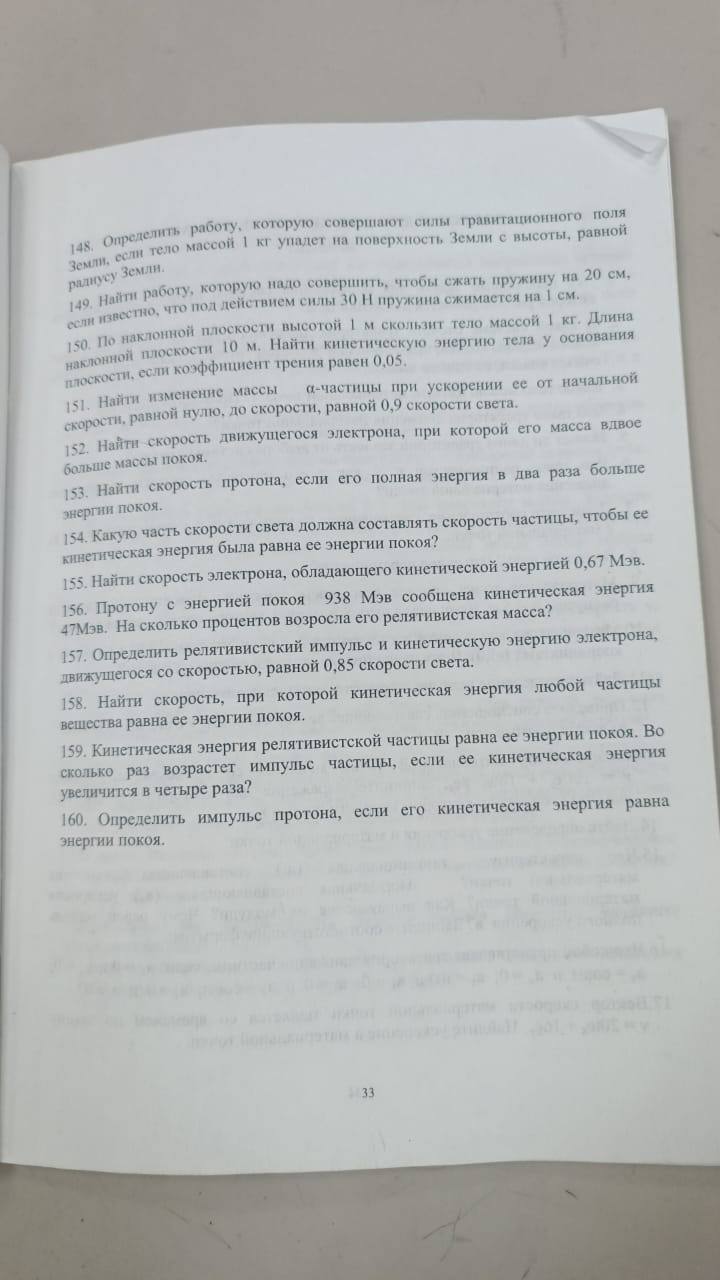 148. Определить работу, которую совершают силы гравитационного поля
Земли, если тело массой 1 кг упадет на поверхность Земли с высоты, равной
радиусу Земли.
149. Найти работу, которую надо совершить, чтобы сжать пружину на 20 см,
если известно, что под действием силы 30 Н пружина сжимается на 1 см.
150. По наклонной плоскости высотой 1 м скользит тело массой 1 кг. Длина
наклонной плоскости 10 м. Найти кинетическую энергию тела у основания
плоскости, если коэффициент трения равен 0,05.
151. Найти изменение массы α-частицы при ускорении ее от начальной
скорости, равной нулю, до скорости, равной 0,9 скорости света.
152. Найти скорость движущегося электрона, при которой его масса вдвое
больше массы покоя.
153. Найти скорость протона, если его полная энергия в два раза больше
энергии покоя.
154. Какую часть скорости света должна составлять скорость частицы, чтобы ее
кинетическая энергия была равна ее энергии покоя?
155. Найти скорость электрона, обладающего кинетической энергией 0,67 Мэв.
156. Протону с энергией покоя 938 Мэв сообщена кинетическая энергия
47Мэв. На сколько процентов возросла его релятивистская масса?
157. Определить релятивистский импульс и кинетическую энергию электрона,
движущегося со скоростью, равной 0,85 скорости света.
158. Найти скорость, при которой кинетическая энергия любой частицы
вещества равна ее энергии покоя.
159. Кинетическая энергия релятивистской частицы равна ее энергии покоя. Во
сколько раз возрастет импульс частицы, если ее кинетическая энергия
увеличится в четыре раза?
160. Определить импульс протона, если его кинетическая энергия равна
энергии покоя.
33